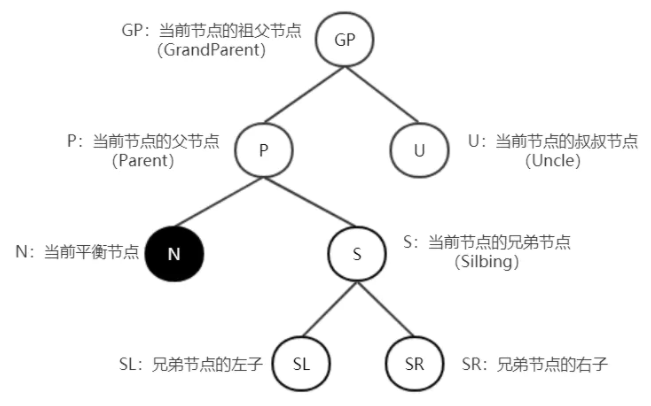 GP：当前节点的祖父节点
（GrandParent）
GP
P：当前节点的父节点
（Parent）
P
U
U：当前节点的叔叔节点
（Uncle）
N：当前平衡节点
N
S
S：当前节点的兄弟节点
（Silbing）
SL：兄弟节点的左子
SL
SR
SR：兄弟节点的右子